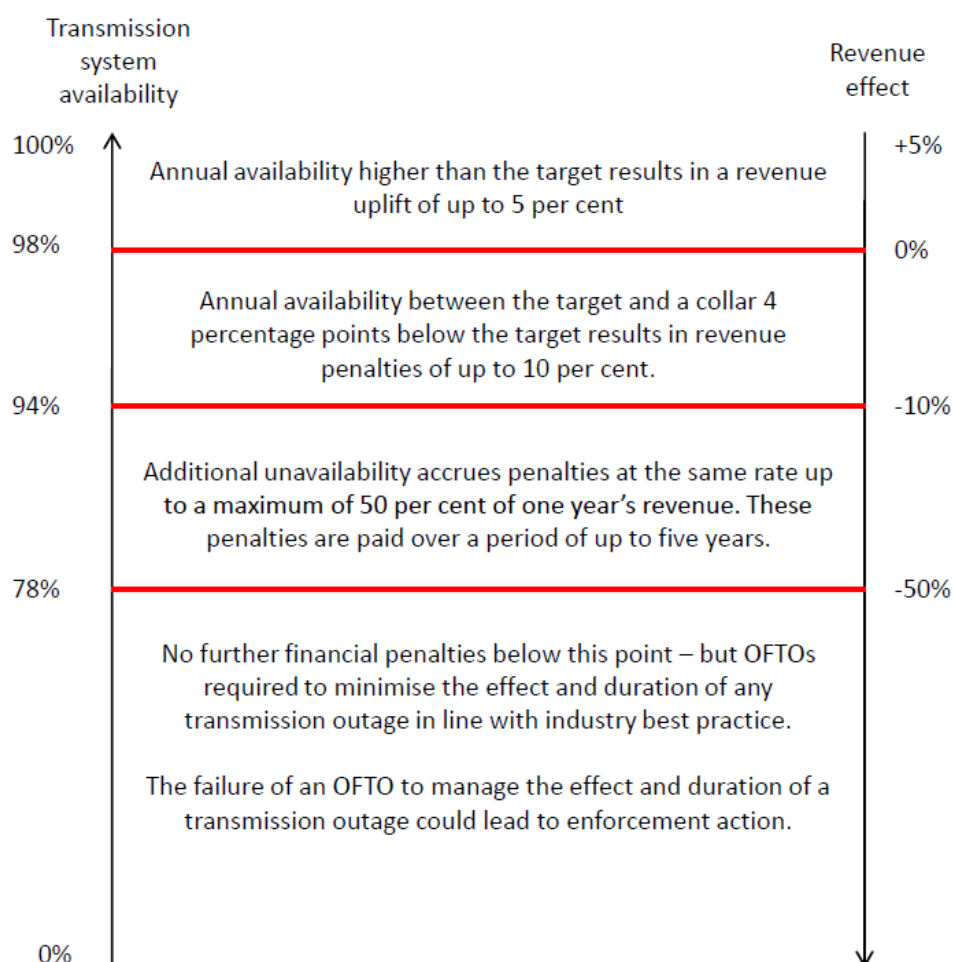 Transmission
system
availability
Revenue
effect
100%
+5%
Annual availability higher than the target results in a revenue
uplift of up to 5 per cent
98%
0%
Annual availability between the target and a collar 4
percentage points below the target results in revenue
penalties of up to 10 per cent.
94%
-10%
Additional unavailability accrues penalties at the same rate up
to a maximum of 50 per cent of one year’s revenue. These
penalties are paid over a period of up to five years.
78%
-50%
No further financial penalties below this point – but OFTOs
required to minimise the effect and duration of any
transmission outage in line with industry best practice.
The failure of an OFTO to manage the effect and duration of a
transmission outage could lead to enforcement action.
0%